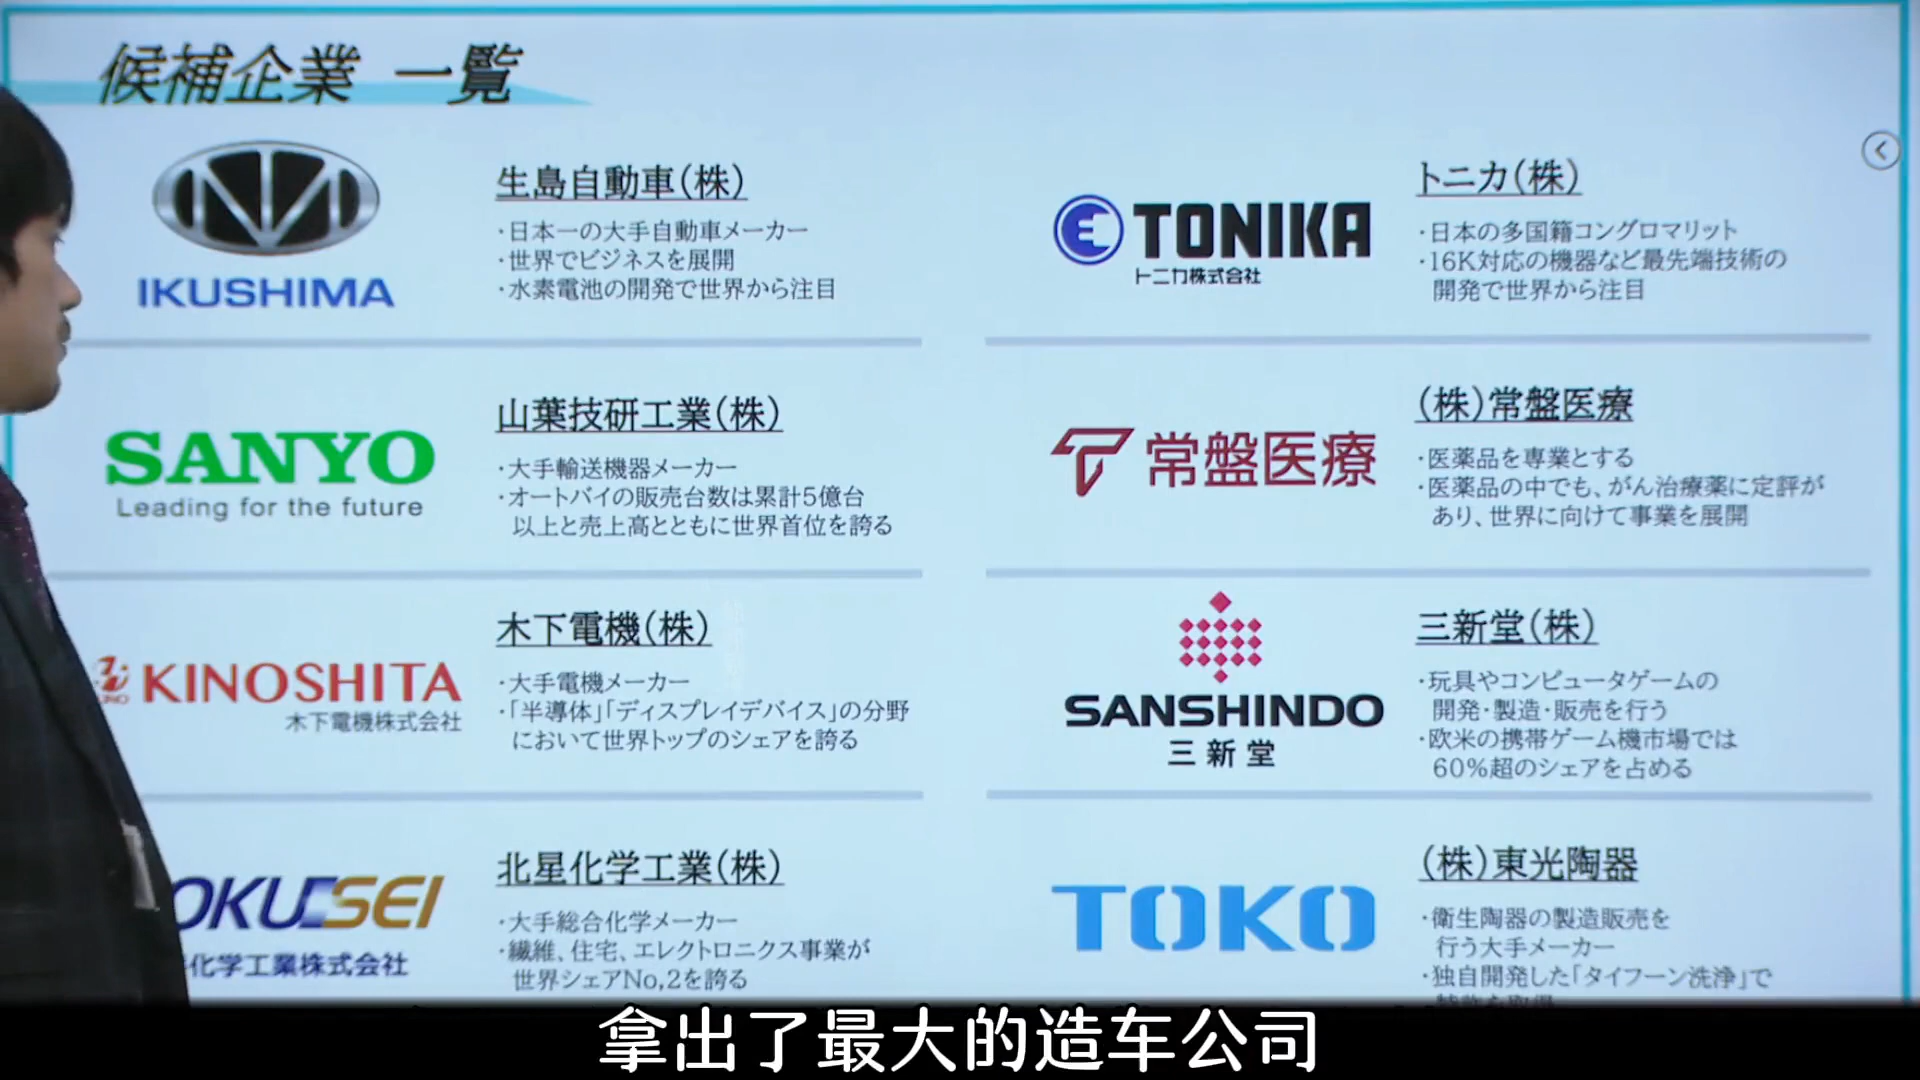 候補企業 一覧
IKUSHIMA
生島自動車(株)
・日本一の大手自動車メーカー
・世界でビジネスを展開
・水素電池の開発で世界から注目
SANYO
Leading for the future
山葉技研工業(株)
・大手輸送機器メーカー
・オートバイの販売台数は累計5億台
以上と売上高とともに世界首位を誇る
KINOSHITA
木下電機株式会社
木下電機(株)
・大手電機メーカー
・「半導体」「ディスプレイデバイス」の分野
において世界トップのシェアを誇る
OKUSEI
化学工業株式会社
北星化学工業(株)
・大手総合化学メーカー
・繊維、住宅、エレクトロニクス事業が
世界シェアNo,2を誇る
TONIKA
トニカ株式会社
トニカ(株)
・日本の多国籍コングロマリット
・16K対応の機器など最先端技術の
開発で世界から注目
常盤医療
(株)常盤医療
・医薬品を専業とする
・医薬品の中でも、がん治療薬に定評が
あり、世界に向けて事業を展開
SANSHINDO
三新堂
三新堂(株)
・玩具やコンピュータゲームの
開発・製造・販売を行う
・欧米の携帯ゲーム機市場では
60%超のシェアを占める
TOKO
(株)東光陶器
・衛生陶器の製造販売を
行う大手メーカー
・独自開発した「タイフーン洗浄」で
拿出了最大的造车公司